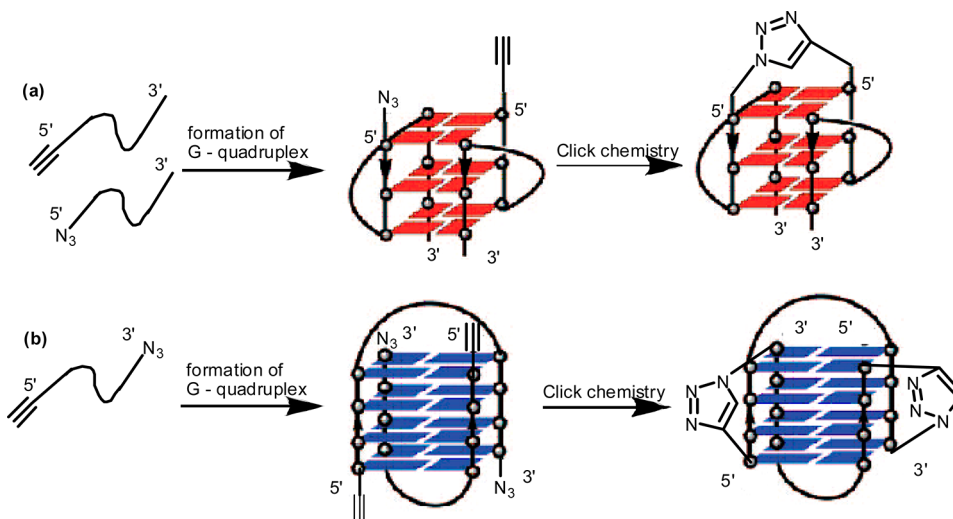 (a)
5'
3'
3'
5'
N3
formation of
G - quadruplex
N3
5'
5'
3'
3'
Click chemistry
N
N
N
5'
5'
3'
3'
(b)
5'
3'
N3
formation of
G - quadruplex
N3
3'
5'
5'
3'
N3
Click chemistry
3'
5'
N
N
N
N
N
N
5'
3'